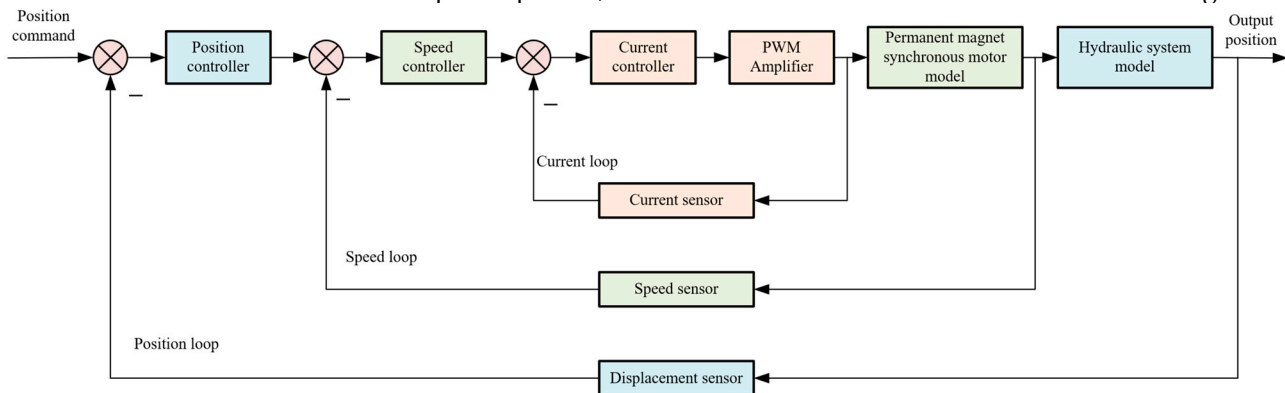 Position
command
Position
controller
Speed
controller
Current
controller
PWM
Amplifier
Permanent magnet
synchronous motor
model
Hydraulic system
model
Output
position
−
−
−
Current loop
Current sensor
Speed loop
Speed sensor
Position loop
Displacement sensor